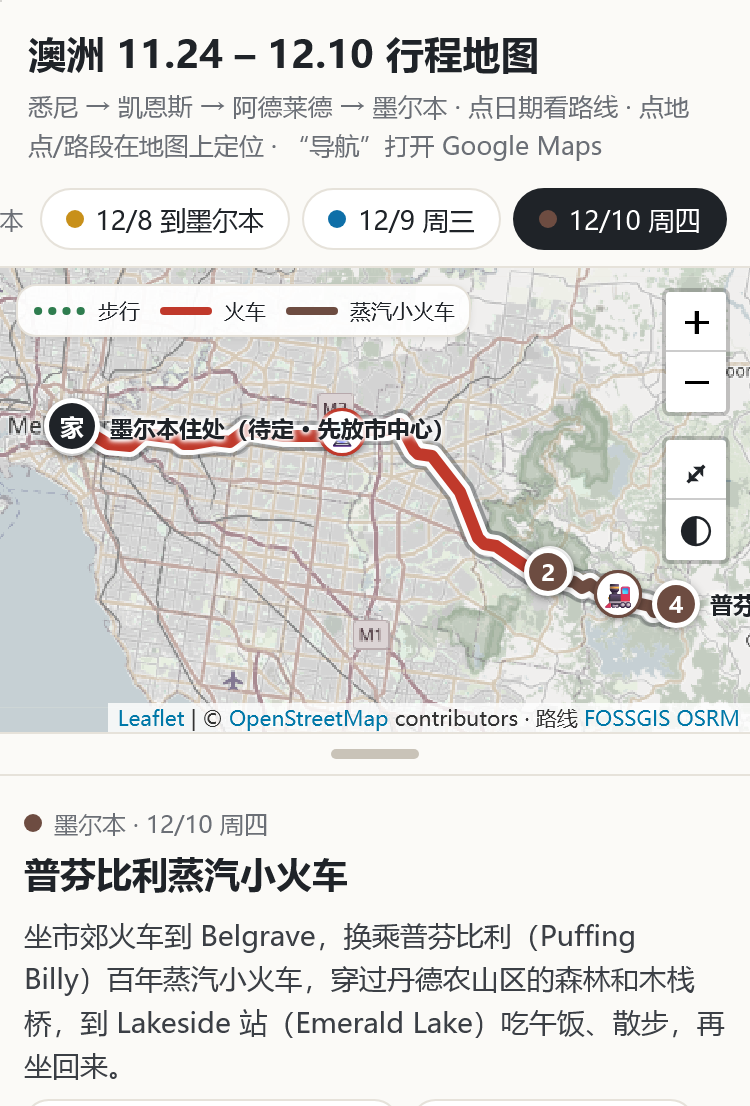 澳洲 11.24 – 12.10 行程地图
悉尼 → 凯恩斯 → 阿德莱德 → 墨尔本 · 点日期看路线 · 点地
点/路段在地图上定位 · “导航”打开 Google Maps
本
12/8 到墨尔本
12/9 周三
12/10 周四
步行
火车
蒸汽小火车
+
−
Me
家
墨尔本住处（待定・先放市中心）
2
4
普芬
M1
Leaflet | © OpenStreetMap contributors · 路线 FOSSGIS OSRM
墨尔本 · 12/10 周四
普芬比利蒸汽小火车
坐市郊火车到 Belgrave，换乘普芬比利（Puffing
Billy）百年蒸汽小火车，穿过丹德农山区的森林和木栈
桥，到 Lakeside 站（Emerald Lake）吃午饭、散步，再
坐回来。